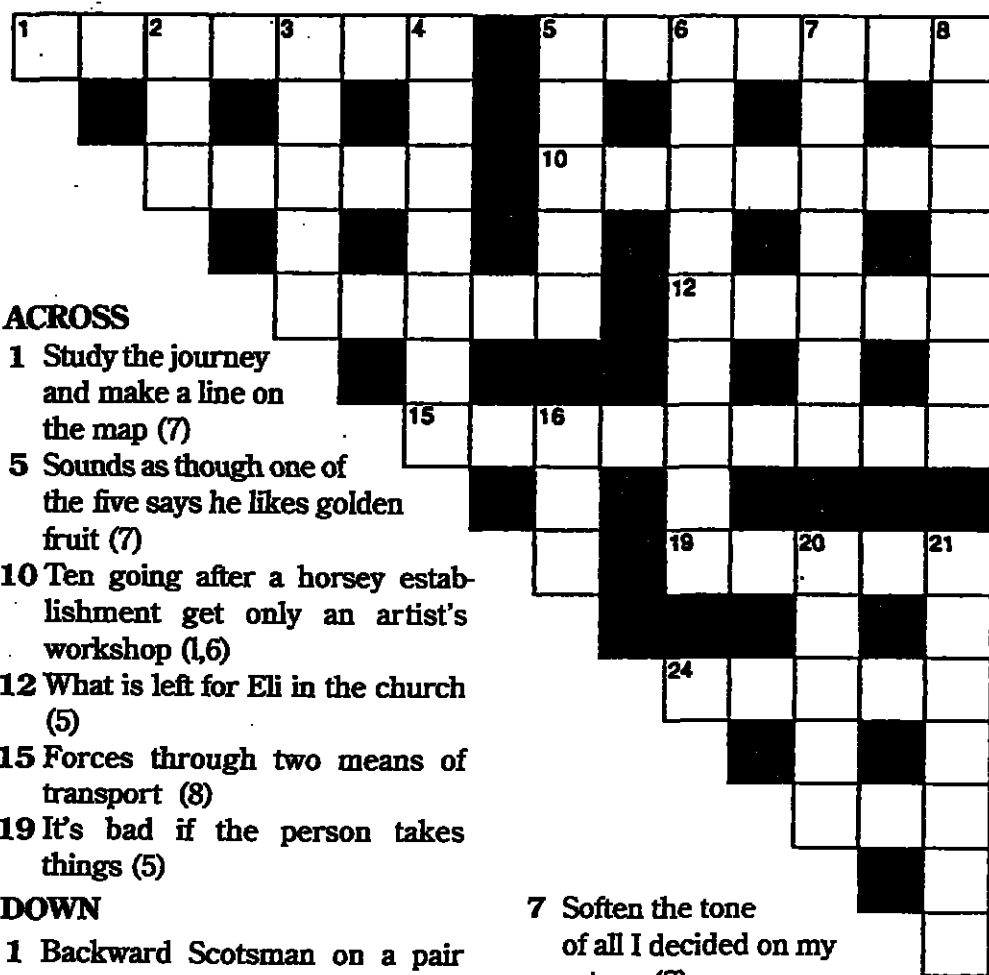 1 2 3 4 5 6 7 8
10
12
15 16
19 20 21
24
ACROSS
1 Study the journey
and make a line on
the map (7)
5 Sounds as though one of
the five says he likes golden
fruit (7)
10 Ten going after a horsey estab-
lishment get only an artist's
workshop (1,6)
12 What is left for Eli in the church
(5)
15 Forces through two means of
transport (8)
19 It's bad if the person takes
things (5)
DOWN
1 Backward Scotsman on a pair
7 Soften the tone
of all I decided on my